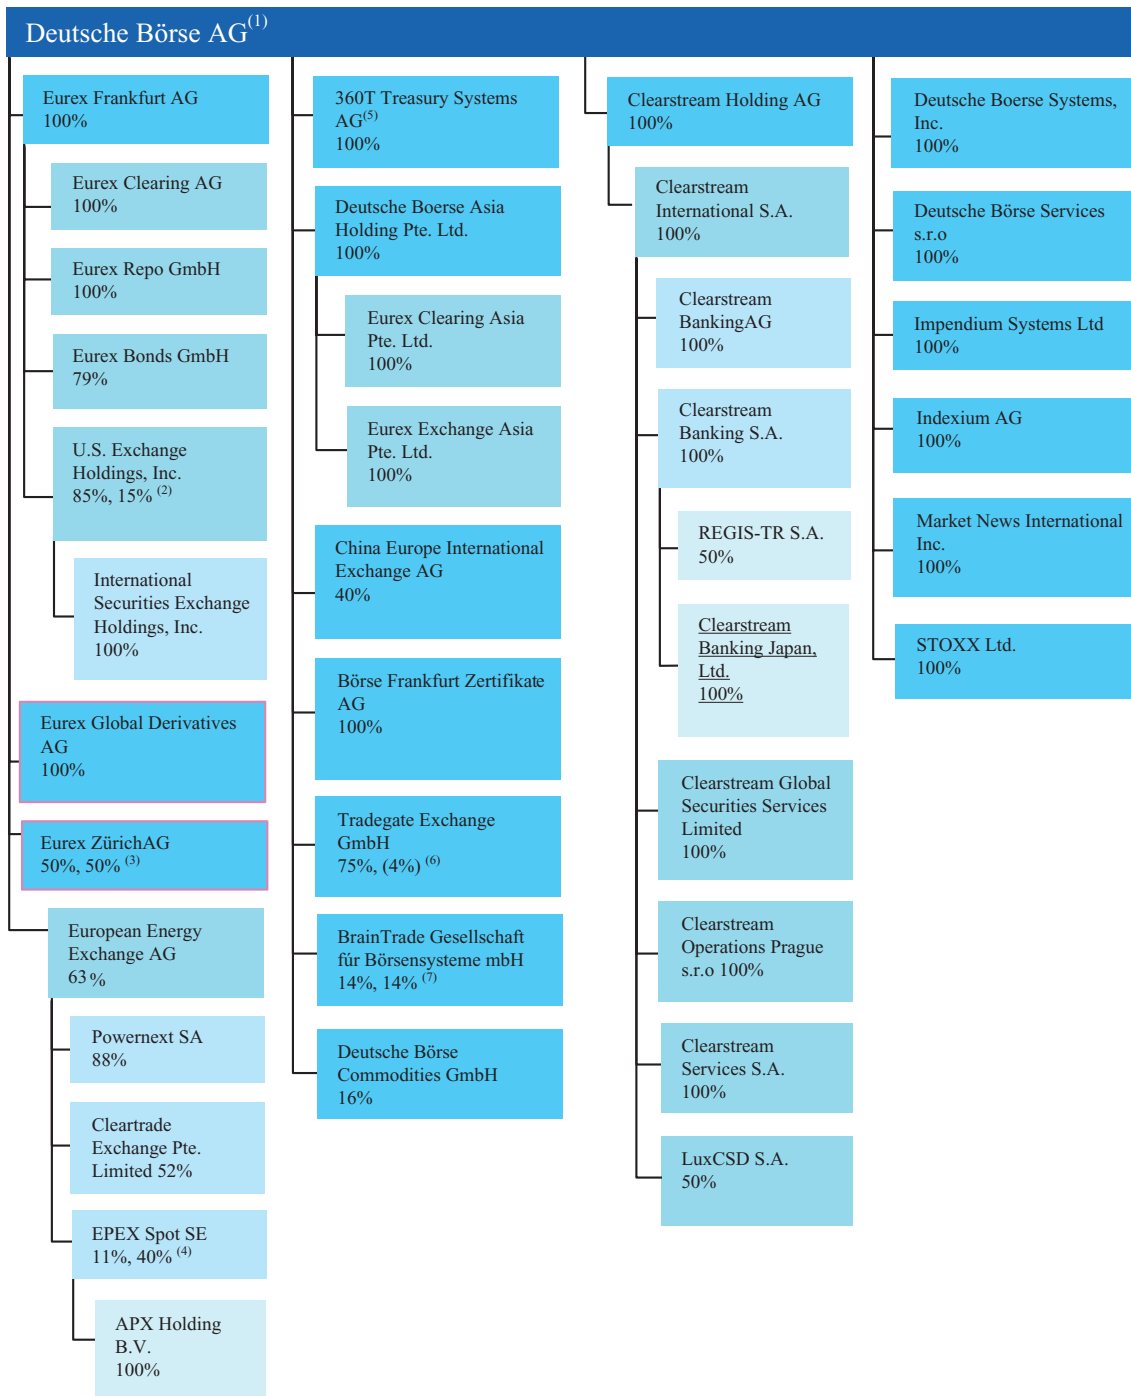 Deutsche Börse AG(1)
Eurex Frankfurt AG
100%
Eurex Clearing AG
100%
Eurex Repo GmbH
100%
Eurex Bonds GmbH
79%
U.S. Exchange
Holdings, Inc.
85%, 15% (2)
International
Securities Exchange
Holdings, Inc.
100%
Eurex Global Derivatives
AG
100%
Eurex ZürichAG
50%, 50% (3)
European Energy
Exchange AG
63%
Powernext SA
88%
Cleartrade
Exchange Pte.
Limited 52%
EPEX Spot SE
11%, 40% (4)
APX Holding
B.V.
100%
360T Treasury Systems
AG(5)
100%
Deutsche Boerse Asia
Holding Pte. Ltd.
100%
Eurex Clearing Asia
Pte. Ltd.
100%
Eurex Exchange Asia
Pte. Ltd.
100%
China Europe International
Exchange AG
40%
Börse Frankfurt Zertifikate
AG
100%
Tradegate Exchange
GmbH
75%, (4%) (6)
BrainTrade Gesellschaft
für Börsensysteme mbH
14%, 14% (7)
Deutsche Börse
Commodities GmbH
16%
Clearstream Holding AG
100%
Clearstream
International S.A.
100%
Clearstream
BankingAG
100%
Clearstream
Banking S.A.
100%
REGIS-TR S.A.
50%
Clearstream
Banking Japan,
Ltd.
100%
Clearstream Global
Securities Services
Limited
100%
Clearstream
Operations Prague
s.r.o 100%
Clearstream
Services S.A.
100%
LuxCSD S.A.
50%
Deutsche Boerse Systems,
Inc.
100%
Deutsche Börse Services
s.r.o
100%
Impendium Systems Ltd
100%
Indexium AG
100%
Market News International
Inc.
100%
STOXX Ltd.
100%